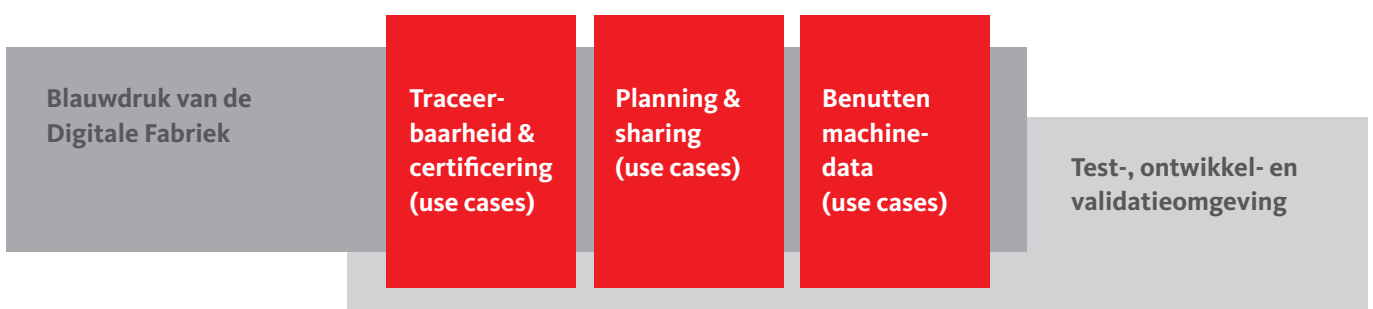 Blauwdruk van de
Digitale Fabriek
Traceer-
baarheid &
certificering
(use cases)
Planning &
sharing
(use cases)
Benutten
machine-
data
(use cases)
Test-, ontwikkel- en
validatieomgeving